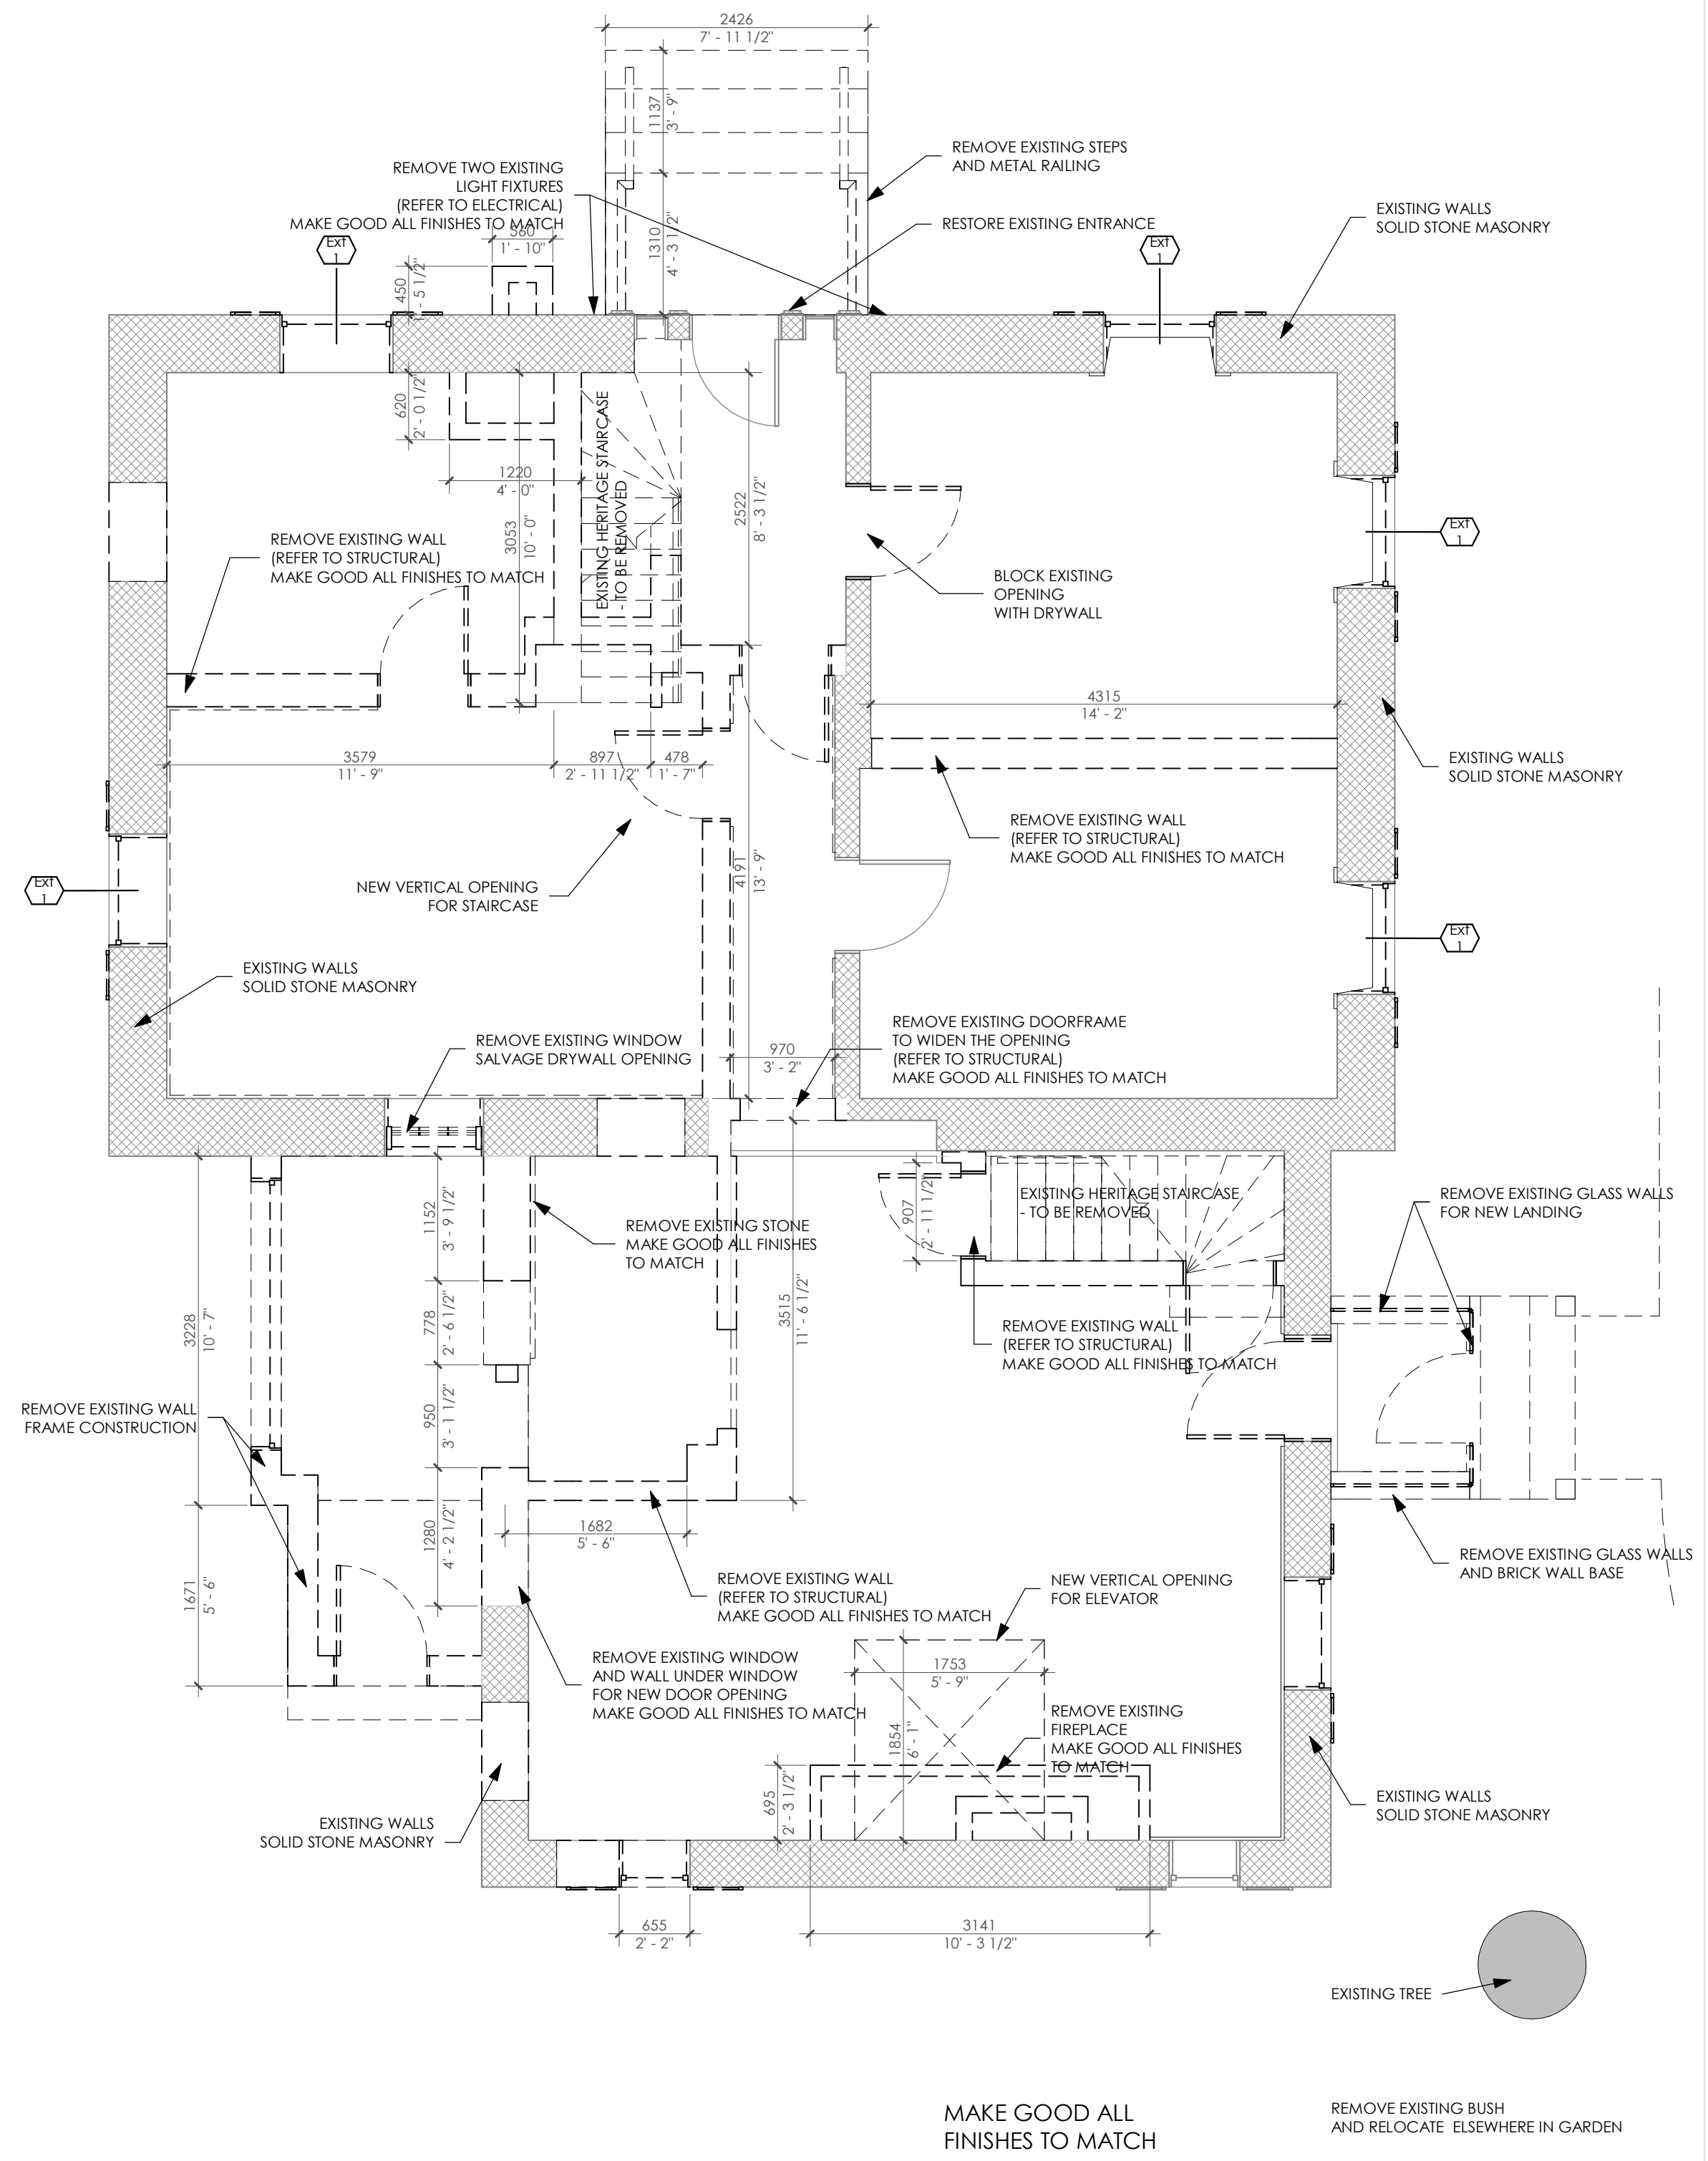 2426
7' - 11 1/2"
1137
3' - 9"
REMOVE EXISTING STEPS
AND METAL RAILING
REMOVE TWO EXISTING
LIGHT FIXTURES
(REFER TO ELECTRICAL)
MAKE GOOD ALL FINISHES TO MATCH
560
1' - 10"
1310
4' - 3 1/2"
RESTORE EXISTING ENTRANCE
EXISTING WALLS
SOLID STONE MASONRY
Ext
1
Ext
1
450
1' - 5 1/2"
620
2' - 0 1/2"
1220
4' - 0"
3053
10' - 0"
EXISTING HERITAGE STAIRCASE
- TO BE REMOVED
2522
8' - 3 1/2"
Ext
1
REMOVE EXISTING WALL
(REFER TO STRUCTURAL)
MAKE GOOD ALL FINISHES TO MATCH
BLOCK EXISTING
OPENING
WITH DRYWALL
4315
14' - 2"
3579
11' - 9"
897
2' - 11 1/2"
478
1' - 7"
EXISTING WALLS
SOLID STONE MASONRY
REMOVE EXISTING WALL
(REFER TO STRUCTURAL)
MAKE GOOD ALL FINISHES TO MATCH
4191
13' - 9"
Ext
1
NEW VERTICAL OPENING
FOR STAIRCASE
Ext
1
EXISTING WALLS
SOLID STONE MASONRY
REMOVE EXISTING WINDOW
SALVAGE DRYWALL OPENING
970
3' - 2"
REMOVE EXISTING DOORFRAME
TO WIDEN THE OPENING
(REFER TO STRUCTURAL)
MAKE GOOD ALL FINISHES TO MATCH
1152
3' - 9 1/2"
907
2' - 11 1/2"
EXISTING HERITAGE STAIRCASE
- TO BE REMOVED
REMOVE EXISTING GLASS WALLS
FOR NEW LANDING
REMOVE EXISTING STONE
MAKE GOOD ALL FINISHES
TO MATCH
3228
10' - 7"
778
2' - 6 1/2"
3515
11' - 6 1/2"
REMOVE EXISTING WALL
(REFER TO STRUCTURAL)
MAKE GOOD ALL FINISHES TO MATCH
REMOVE EXISTING WALL
FRAME CONSTRUCTION
950
3' - 1 1/2"
1280
4' - 2 1/2"
1682
5' - 6"
1671
5' - 6"
REMOVE EXISTING GLASS WALLS
AND BRICK WALL BASE
REMOVE EXISTING WALL
(REFER TO STRUCTURAL)
MAKE GOOD ALL FINISHES TO MATCH
NEW VERTICAL OPENING
FOR ELEVATOR
REMOVE EXISTING WINDOW
AND WALL UNDER WINDOW
FOR NEW DOOR OPENING
MAKE GOOD ALL FINISHES TO MATCH
1753
5' - 9"
1854
6' - 1"
REMOVE EXISTING
FIREPLACE
MAKE GOOD ALL FINISHES
TO MATCH
695
2' - 3 1/2"
EXISTING WALLS
SOLID STONE MASONRY
EXISTING WALLS
SOLID STONE MASONRY
655
2' - 2"
3141
10' - 3 1/2"
EXISTING TREE
MAKE GOOD ALL
FINISHES TO MATCH
REMOVE EXISTING BUSH
AND RELOCATE ELSEWHERE IN GARDEN